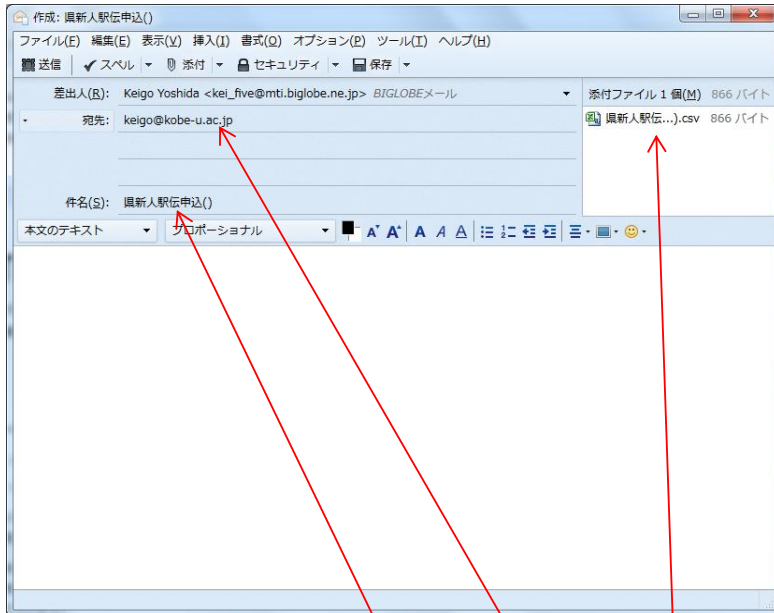 作成: 県新人駅伝申込()
ファイル(F) 編集(E) 表示(V) 挿入(I) 書式(O) オプション(P) ツール(T) ヘルプ(H)
送信 スペル 添付 セキュリティ 保存
差出人(R): Keigo Yoshida <kei_five@mti.biglobe.ne.jp> BIGLOBEメール
添付ファイル 1 個(M) 866 バイト
宛先: keigo@kobe-u.ac.jp
県新人駅伝...).csv 866 バイト
件名(S): 県新人駅伝申込()
本文のテキスト プロポーショナル